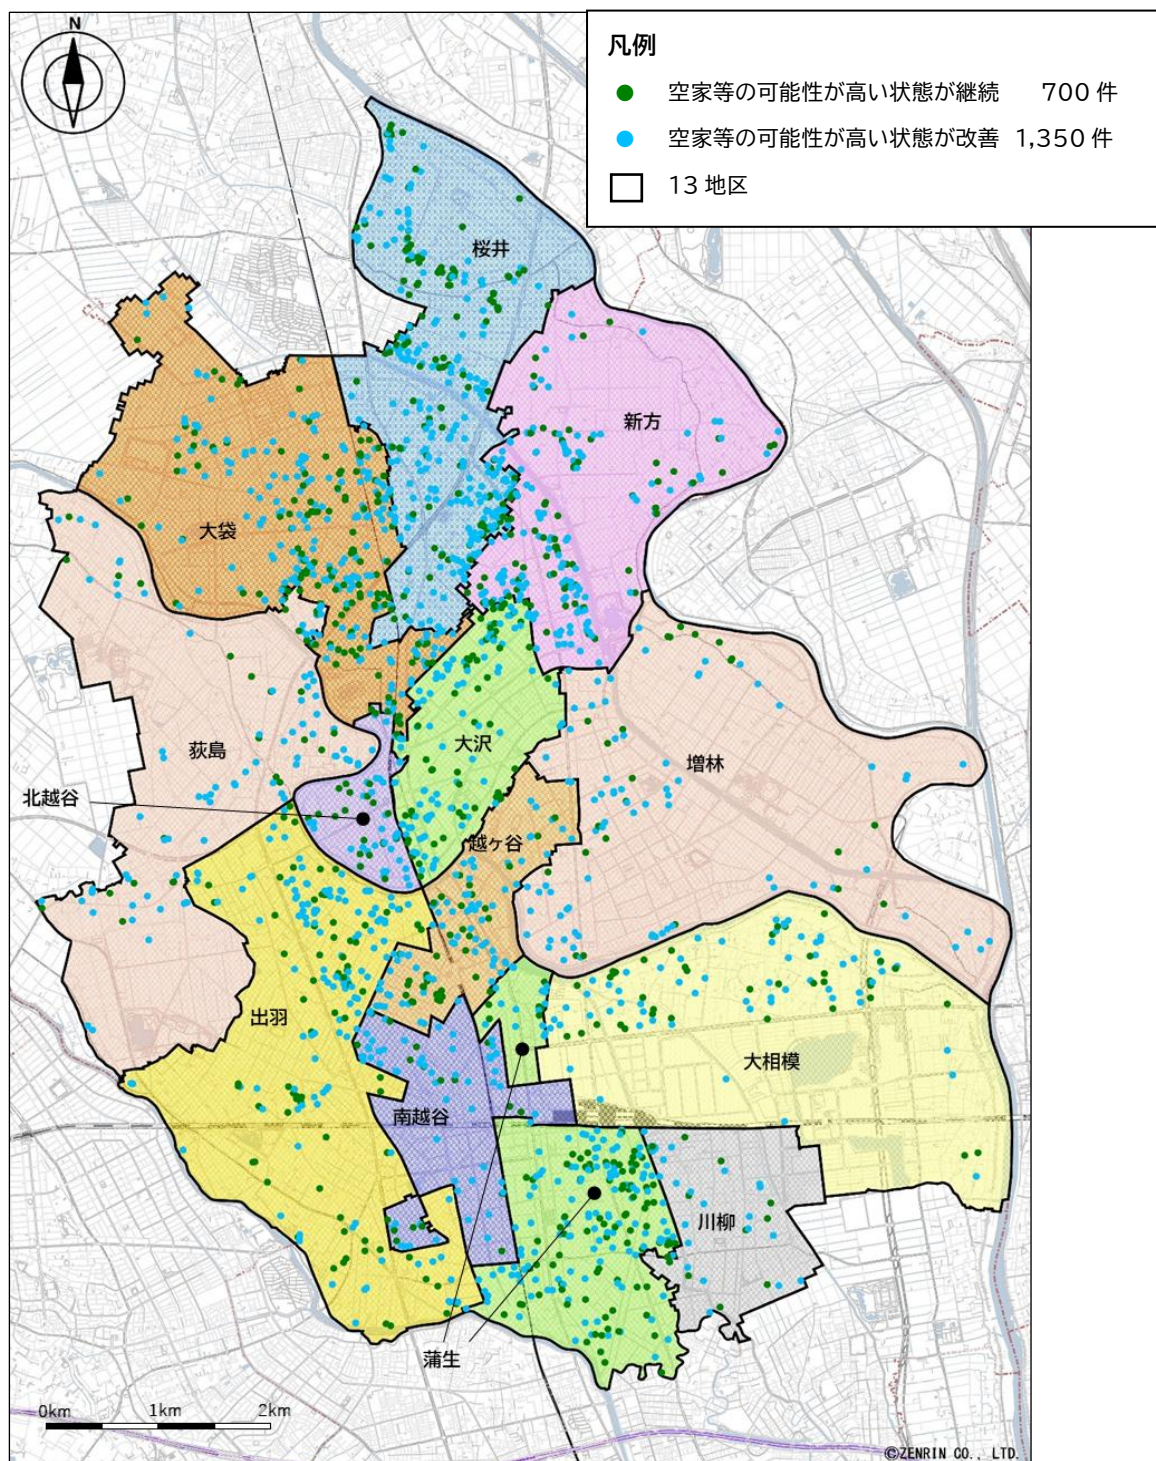 N
凡例
空家等の可能性が高い状態が継続 700 件
空家等の可能性が高い状態が改善 1,350 件
13 地区
桜井
新方
大袋
荻島
大沢
増林
北越谷
越ヶ谷
出羽
大相模
南越谷
川柳
蒲生
0km 1km 2km
©ZENRIN CO., LTD.